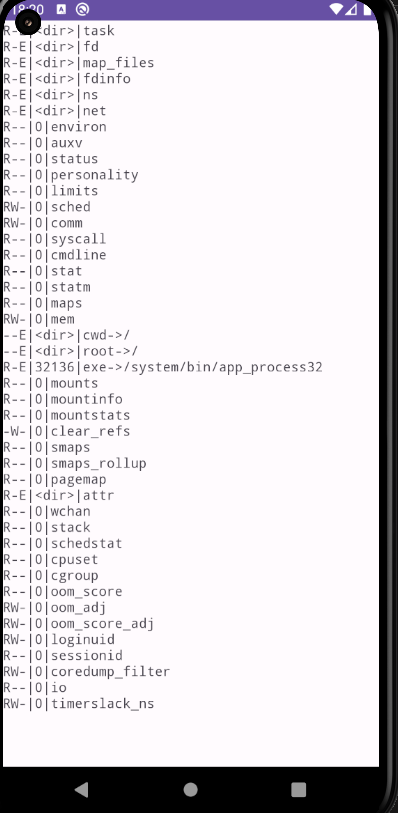 18:20
R-E|<dir>|task
R-E|<dir>|fd
R-E|<dir>|map_files
R-E|<dir>|fdinfo
R-E|<dir>|ns
R-E|<dir>|net
R--|0|environ
R--|0|auxv
R--|0|status
R--|0|personality
R--|0|limits
RW-|0|sched
RW-|0|comm
R--|0|syscall
R--|0|cmdline
R--|0|stat
R--|0|statm
R--|0|maps
RW-|0|mem
--E|<dir>|cwd->/
--E|<dir>|root->/
R-E|32136|exe->/system/bin/app_process32
R--|0|mounts
R--|0|mountinfo
R--|0|mountstats
-W-|0|clear_refs
R--|0|smaps
R--|0|smaps_rollup
R--|0|pagemap
R-E|<dir>|attr
R--|0|wchan
R--|0|stack
R--|0|schedstat
R--|0|cpuset
R--|0|cgroup
R--|0|oom_score
RW-|0|oom_adj
RW-|0|oom_score_adj
RW-|0|loginuid
R--|0|sessionid
RW-|0|coredump_filter
R--|0|io
RW-|0|timerslack_ns